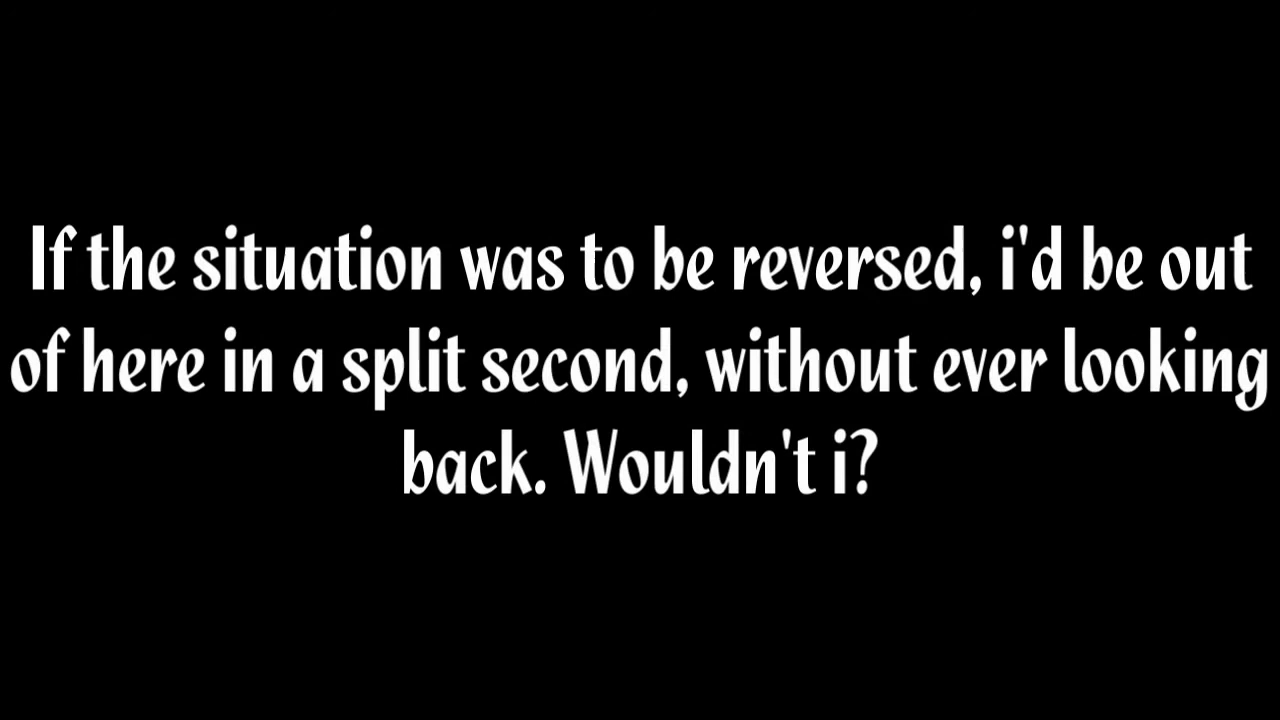 If the situation was to be reversed, i'd be out
of here in a split second, without ever looking
back. Wouldn't i?